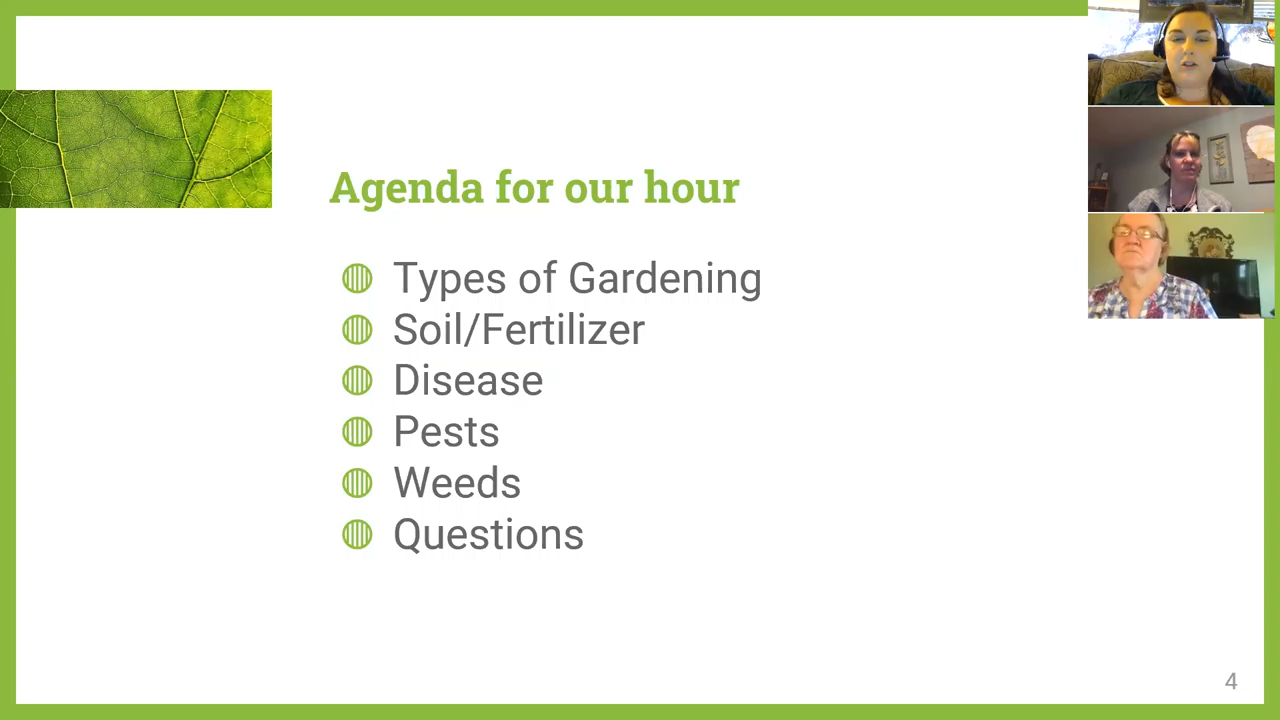 Agenda for our hour
Types of Gardening
Soil/Fertilizer
Disease
Pests
Weeds
Questions
4